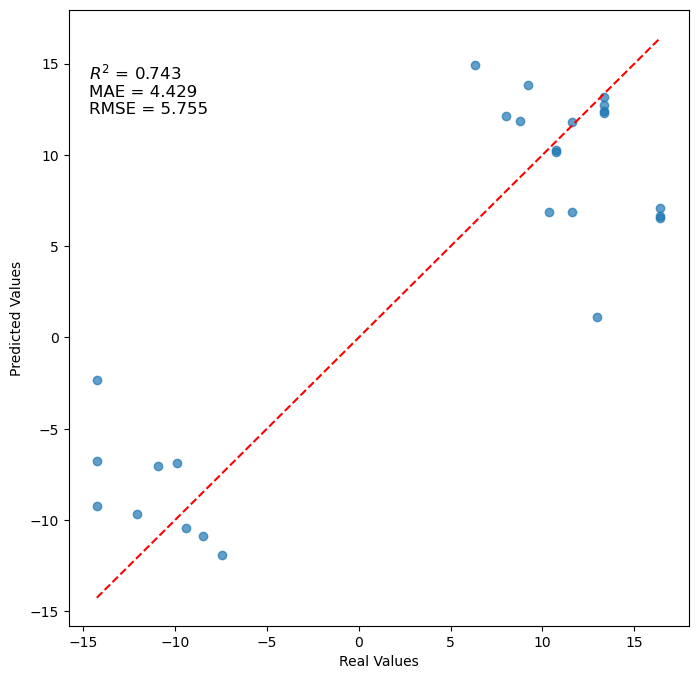 R² = 0.743
MAE = 4.429
RMSE = 5.755
15
10
5
0
−5
−10
−15
Predicted Values
−15 −10 −5 0 5 10 15
Real Values